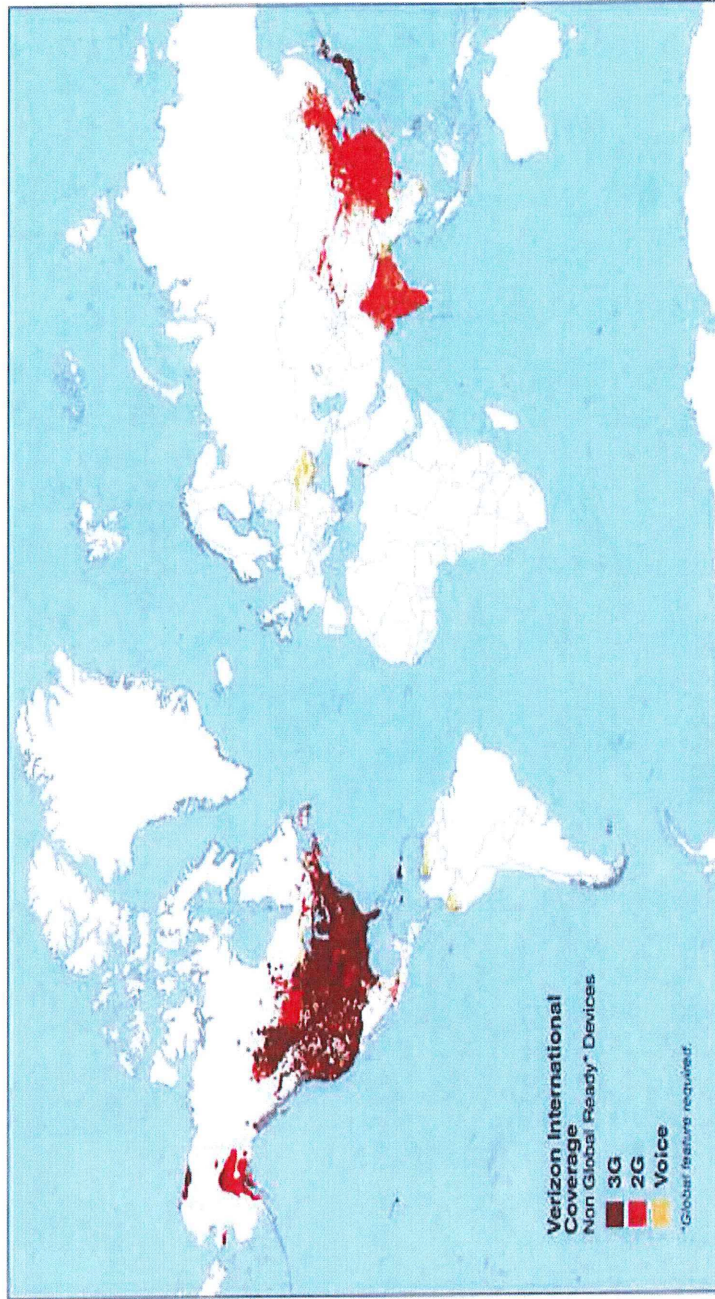 Verizon International
Coverage
Non Global Ready* Devices
3G
2G
Voice
*Global feature required.